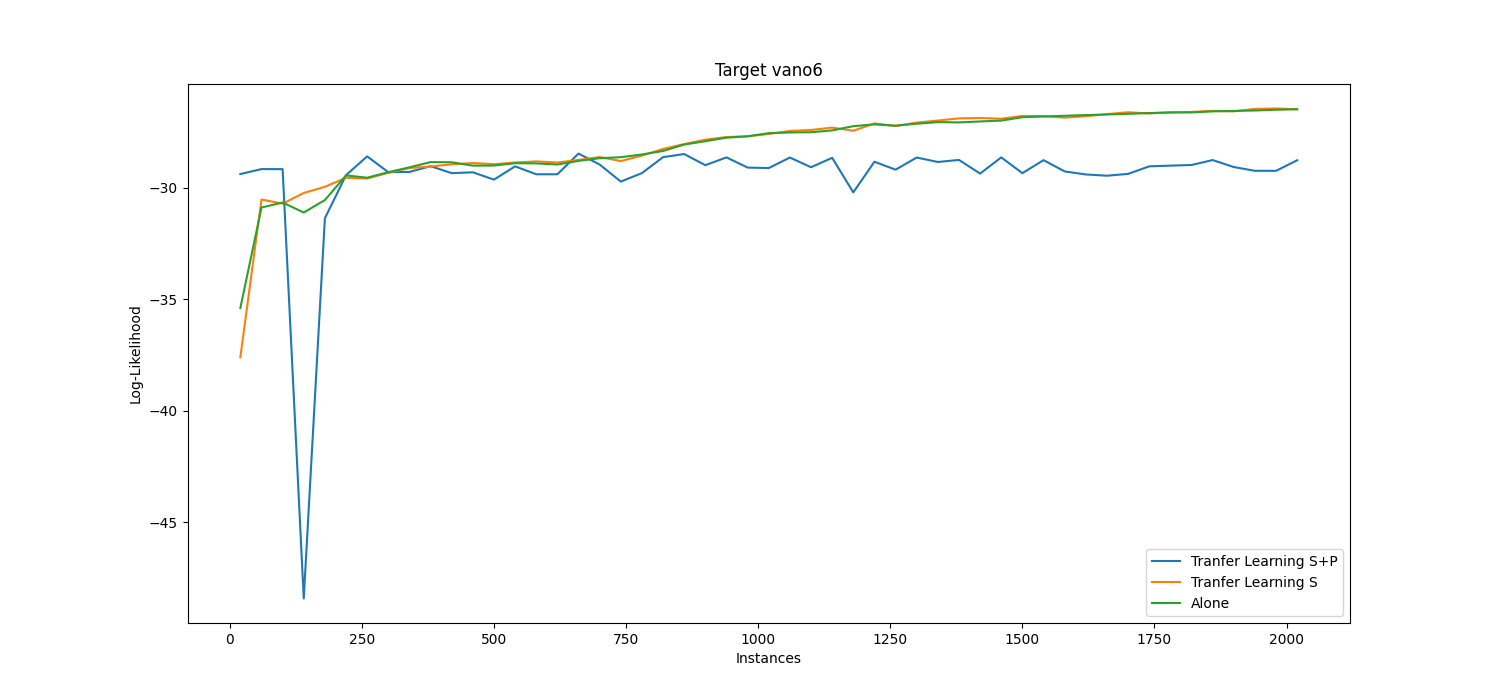 Target vano6
Log-Likelihood
−30
−35
−40
−45
0 250 500 750 1000 1250 1500 1750 2000
Instances
Tranfer Learning S+P
Tranfer Learning S
Alone